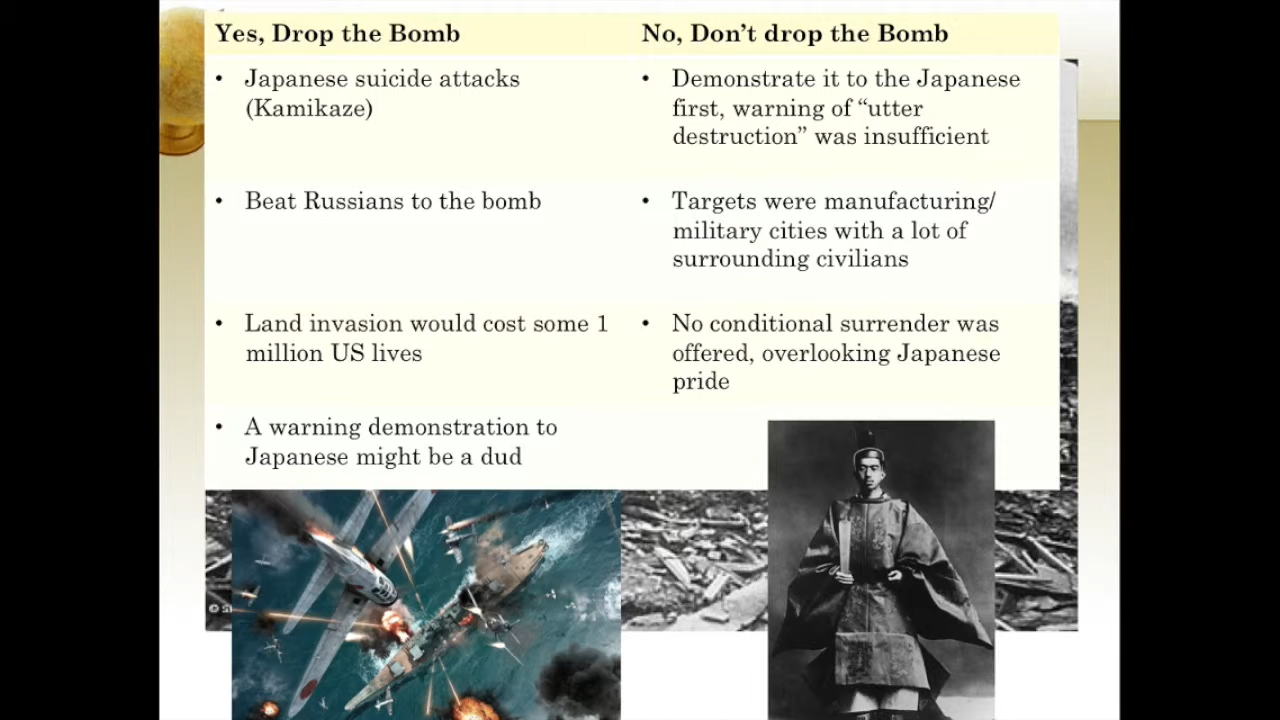 Yes, Drop the Bomb
No, Don't drop the Bomb
• Japanese suicide attacks
(Kamikaze)
• Demonstrate it to the Japanese
first, warning of “utter
destruction” was insufficient
• Beat Russians to the bomb
• Targets were manufacturing/
military cities with a lot of
surrounding civilians
• Land invasion would cost some 1
million US lives
• No conditional surrender was
offered, overlooking Japanese
pride
• A warning demonstration to
Japanese might be a dud